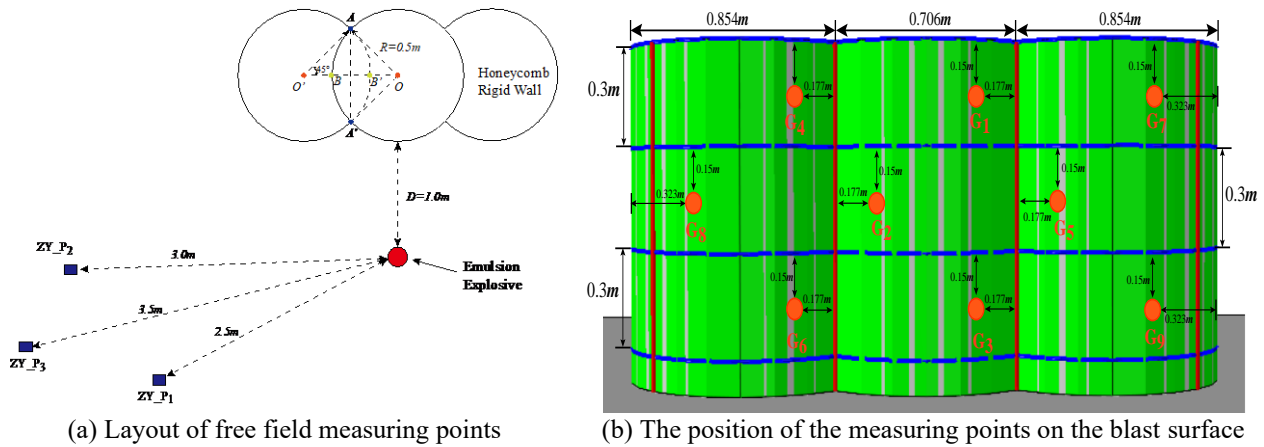 A
R=0.5m
45°
O'
B
B'
O
A'
Honeycomb
Rigid Wall
D=1.0m
ZY_P2
3.0m
Emulsion
Explosive
3.5m
2.5m
ZY_P3
ZY_P1
(a) Layout of free field measuring points
0.854m
0.706m
0.854m
0.3m
0.15m
0.15m
0.15m
0.177m
0.177m
0.323m
G4
G1
G7
0.15m
0.15m
0.15m
0.3m
0.323m
0.177m
0.177m
G8
G2
G5
0.3m
0.15m
0.15m
0.15m
0.177m
0.177m
0.323m
G6
G3
G9
(b) The position of the measuring points on the blast surface